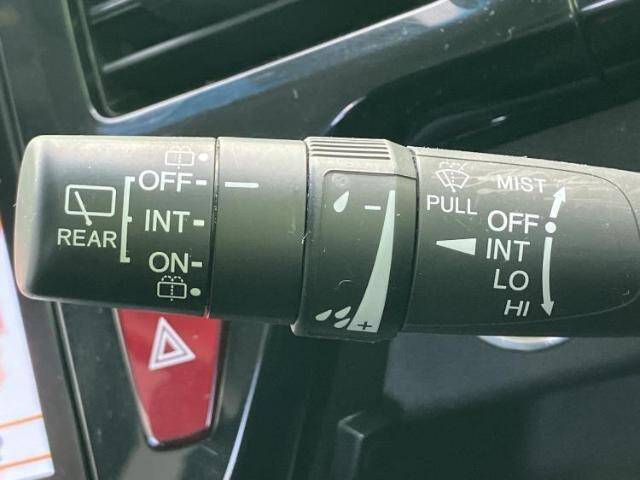 REAR
OFF
INT
ON
−
+
PULL
MIST
OFF
INT
LO
HI